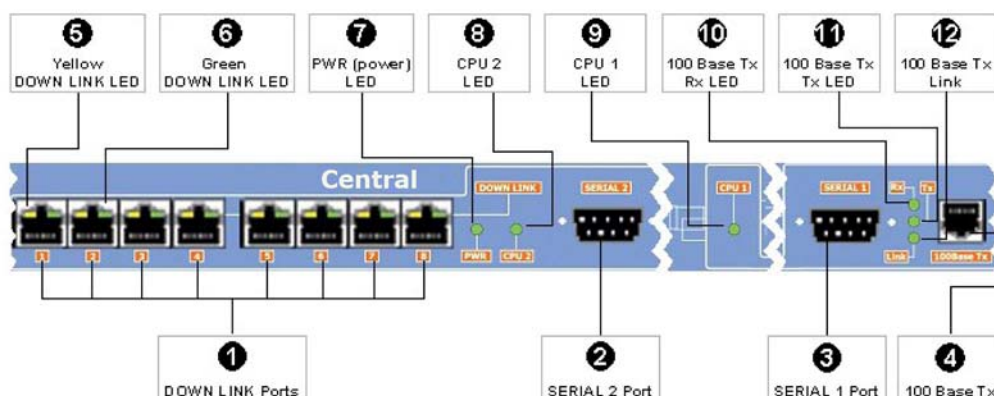 5
Yellow
DOWN LINK LED
6
Green
DOWN LINK LED
7
PWR (power)
LED
8
CPU 2
LED
9
CPU 1
LED
10
100 Base Tx
Rx LED
11
100 Base Tx
Tx LED
12
100 Base Tx
Link
Central
DOWN LINK
SERIAL 2
CPU 1
SERIAL 1
Rx
Tx
1
2
3
4
5
6
7
8
PWR
CPU 2
Link
100Base Tx
1
DOWN LINK Ports
2
SERIAL 2 Port
3
SERIAL 1 Port
4
100 Base Tx